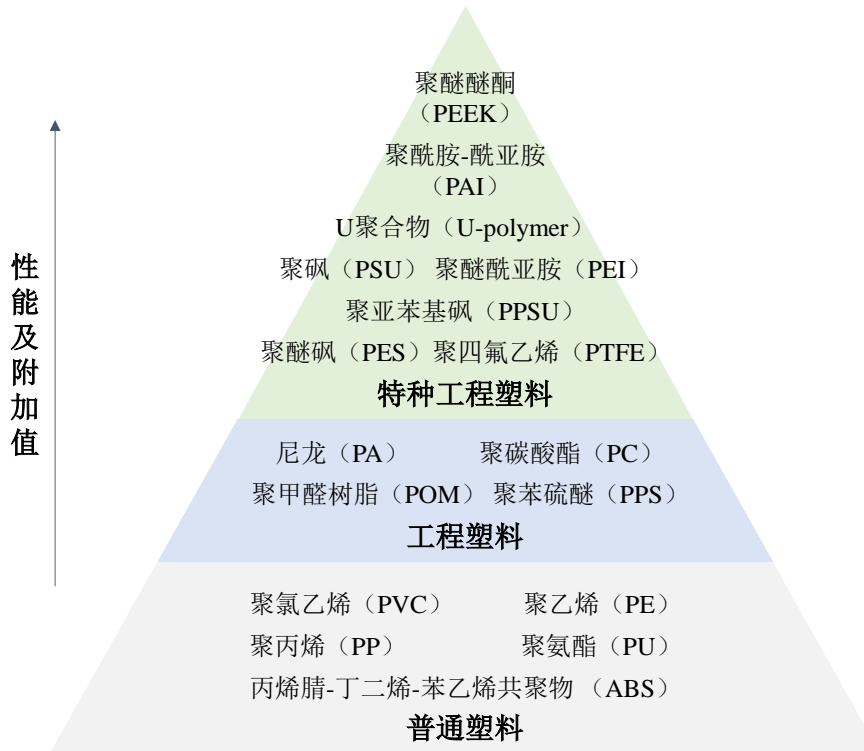 聚醚醚酮
（PEEK）
聚酰胺-酰亚胺
（PAI）
U聚合物（U-polymer）
聚砜（PSU） 聚醚酰亚胺（PEI）
聚亚苯基砜（PPSU）
聚醚砜（PES） 聚四氟乙烯（PTFE）
特种工程塑料
性能及附加值
尼龙（PA） 聚碳酸酯（PC）
聚甲醛树脂（POM） 聚苯硫醚（PPS）
工程塑料
聚氯乙烯（PVC） 聚乙烯（PE）
聚丙烯（PP） 聚氨酯（PU）
丙烯腈-丁二烯-苯乙烯共聚物 （ABS）
普通塑料